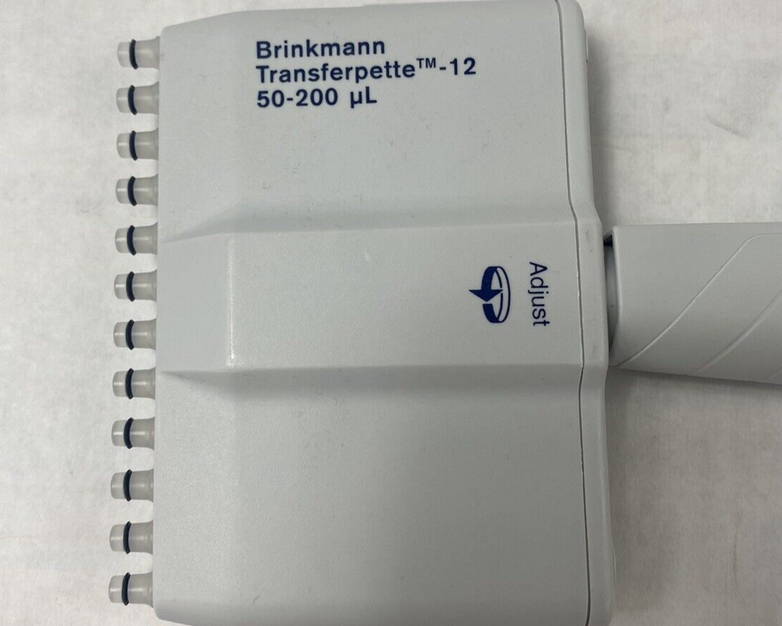 Brinkmann
Transferpette™-12
50-200 µL
Adjust